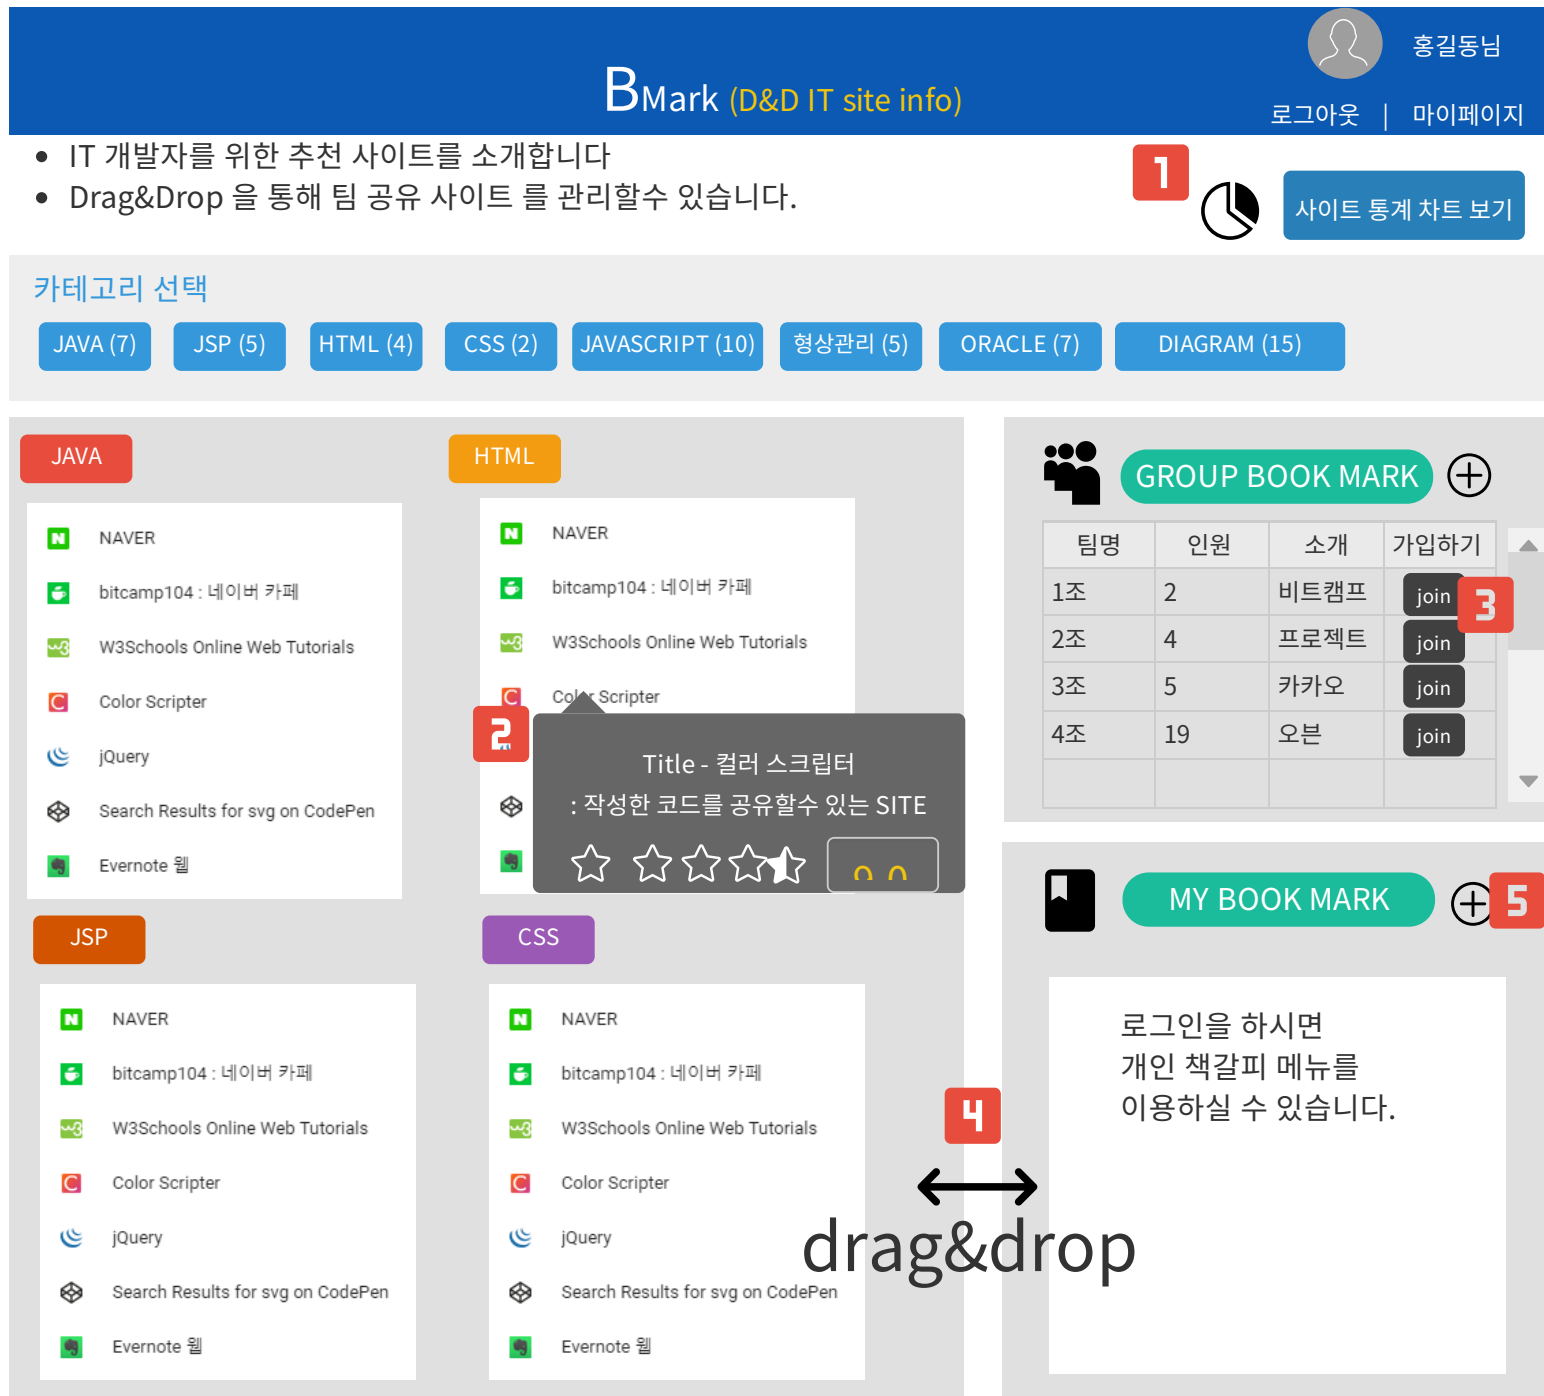 홍길동님
BMark (D&D IT site info)
로그아웃 | 마이페이지
IT 개발자를 위한 추천 사이트를 소개합니다
Drag&Drop 을 통해 팀 공유 사이트 를 관리할수 있습니다.
1
사이트 통계 차트 보기
카테고리 선택
JAVA (7) JSP (5) HTML (4) CSS (2) JAVASCRIPT (10) 형상관리 (5) ORACLE (7) DIAGRAM (15)
JAVA
NAVER
bitcamp104 : 네이버 카페
W3Schools Online Web Tutorials
Color Scripter
jQuery
Search Results for svg on CodePen
Evernote 웹
HTML
NAVER
bitcamp104 : 네이버 카페
W3Schools Online Web Tutorials
Color Scripter
2
Title - 컬러 스크립터
: 작성한 코드를 공유할수 있는 SITE
JSP
NAVER
bitcamp104 : 네이버 카페
W3Schools Online Web Tutorials
Color Scripter
jQuery
Search Results for svg on CodePen
Evernote 웹
CSS
NAVER
bitcamp104 : 네이버 카페
W3Schools Online Web Tutorials
Color Scripter
jQuery
Search Results for svg on CodePen
Evernote 웹
GROUP BOOK MARK
팀명 인원 소개 가입하기
1조 2 비트캠프 join
3
2조 4 프로젝트 join
3조 5 카카오 join
4조 19 오븐 join
MY BOOK MARK
5
로그인을 하시면
개인 책갈피 메뉴를
이용하실 수 있습니다.
4
drag&drop